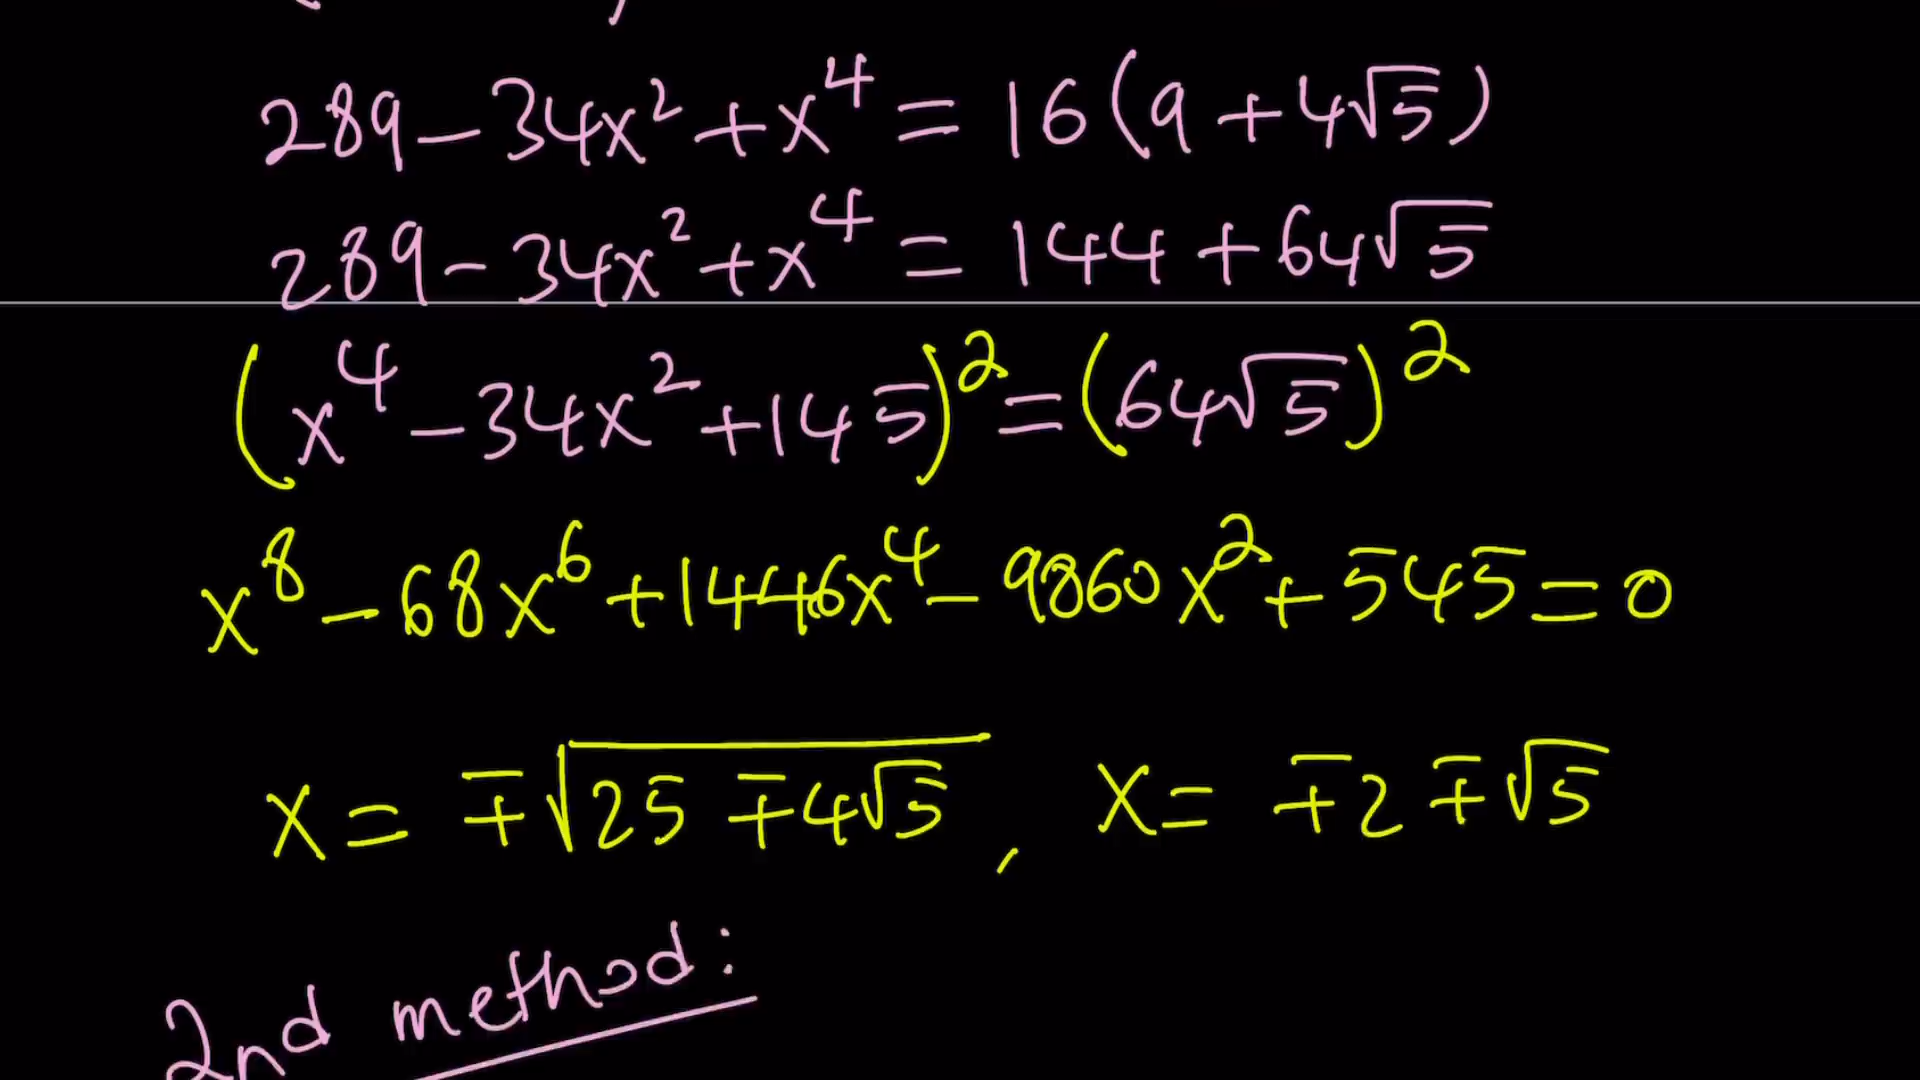 289 − 34x² + x⁴ = 16(9 + 4√5)
289 − 34x² + x⁴ = 144 + 64√5
(x⁴ − 34x² + 145)² = (64√5)²
x⁸ − 68x⁶ + 1446x⁴ − 9860x² + 545 = 0
x = ∓√(25 ∓ 4√5) , x = ∓2 ∓ √5
2nd method: